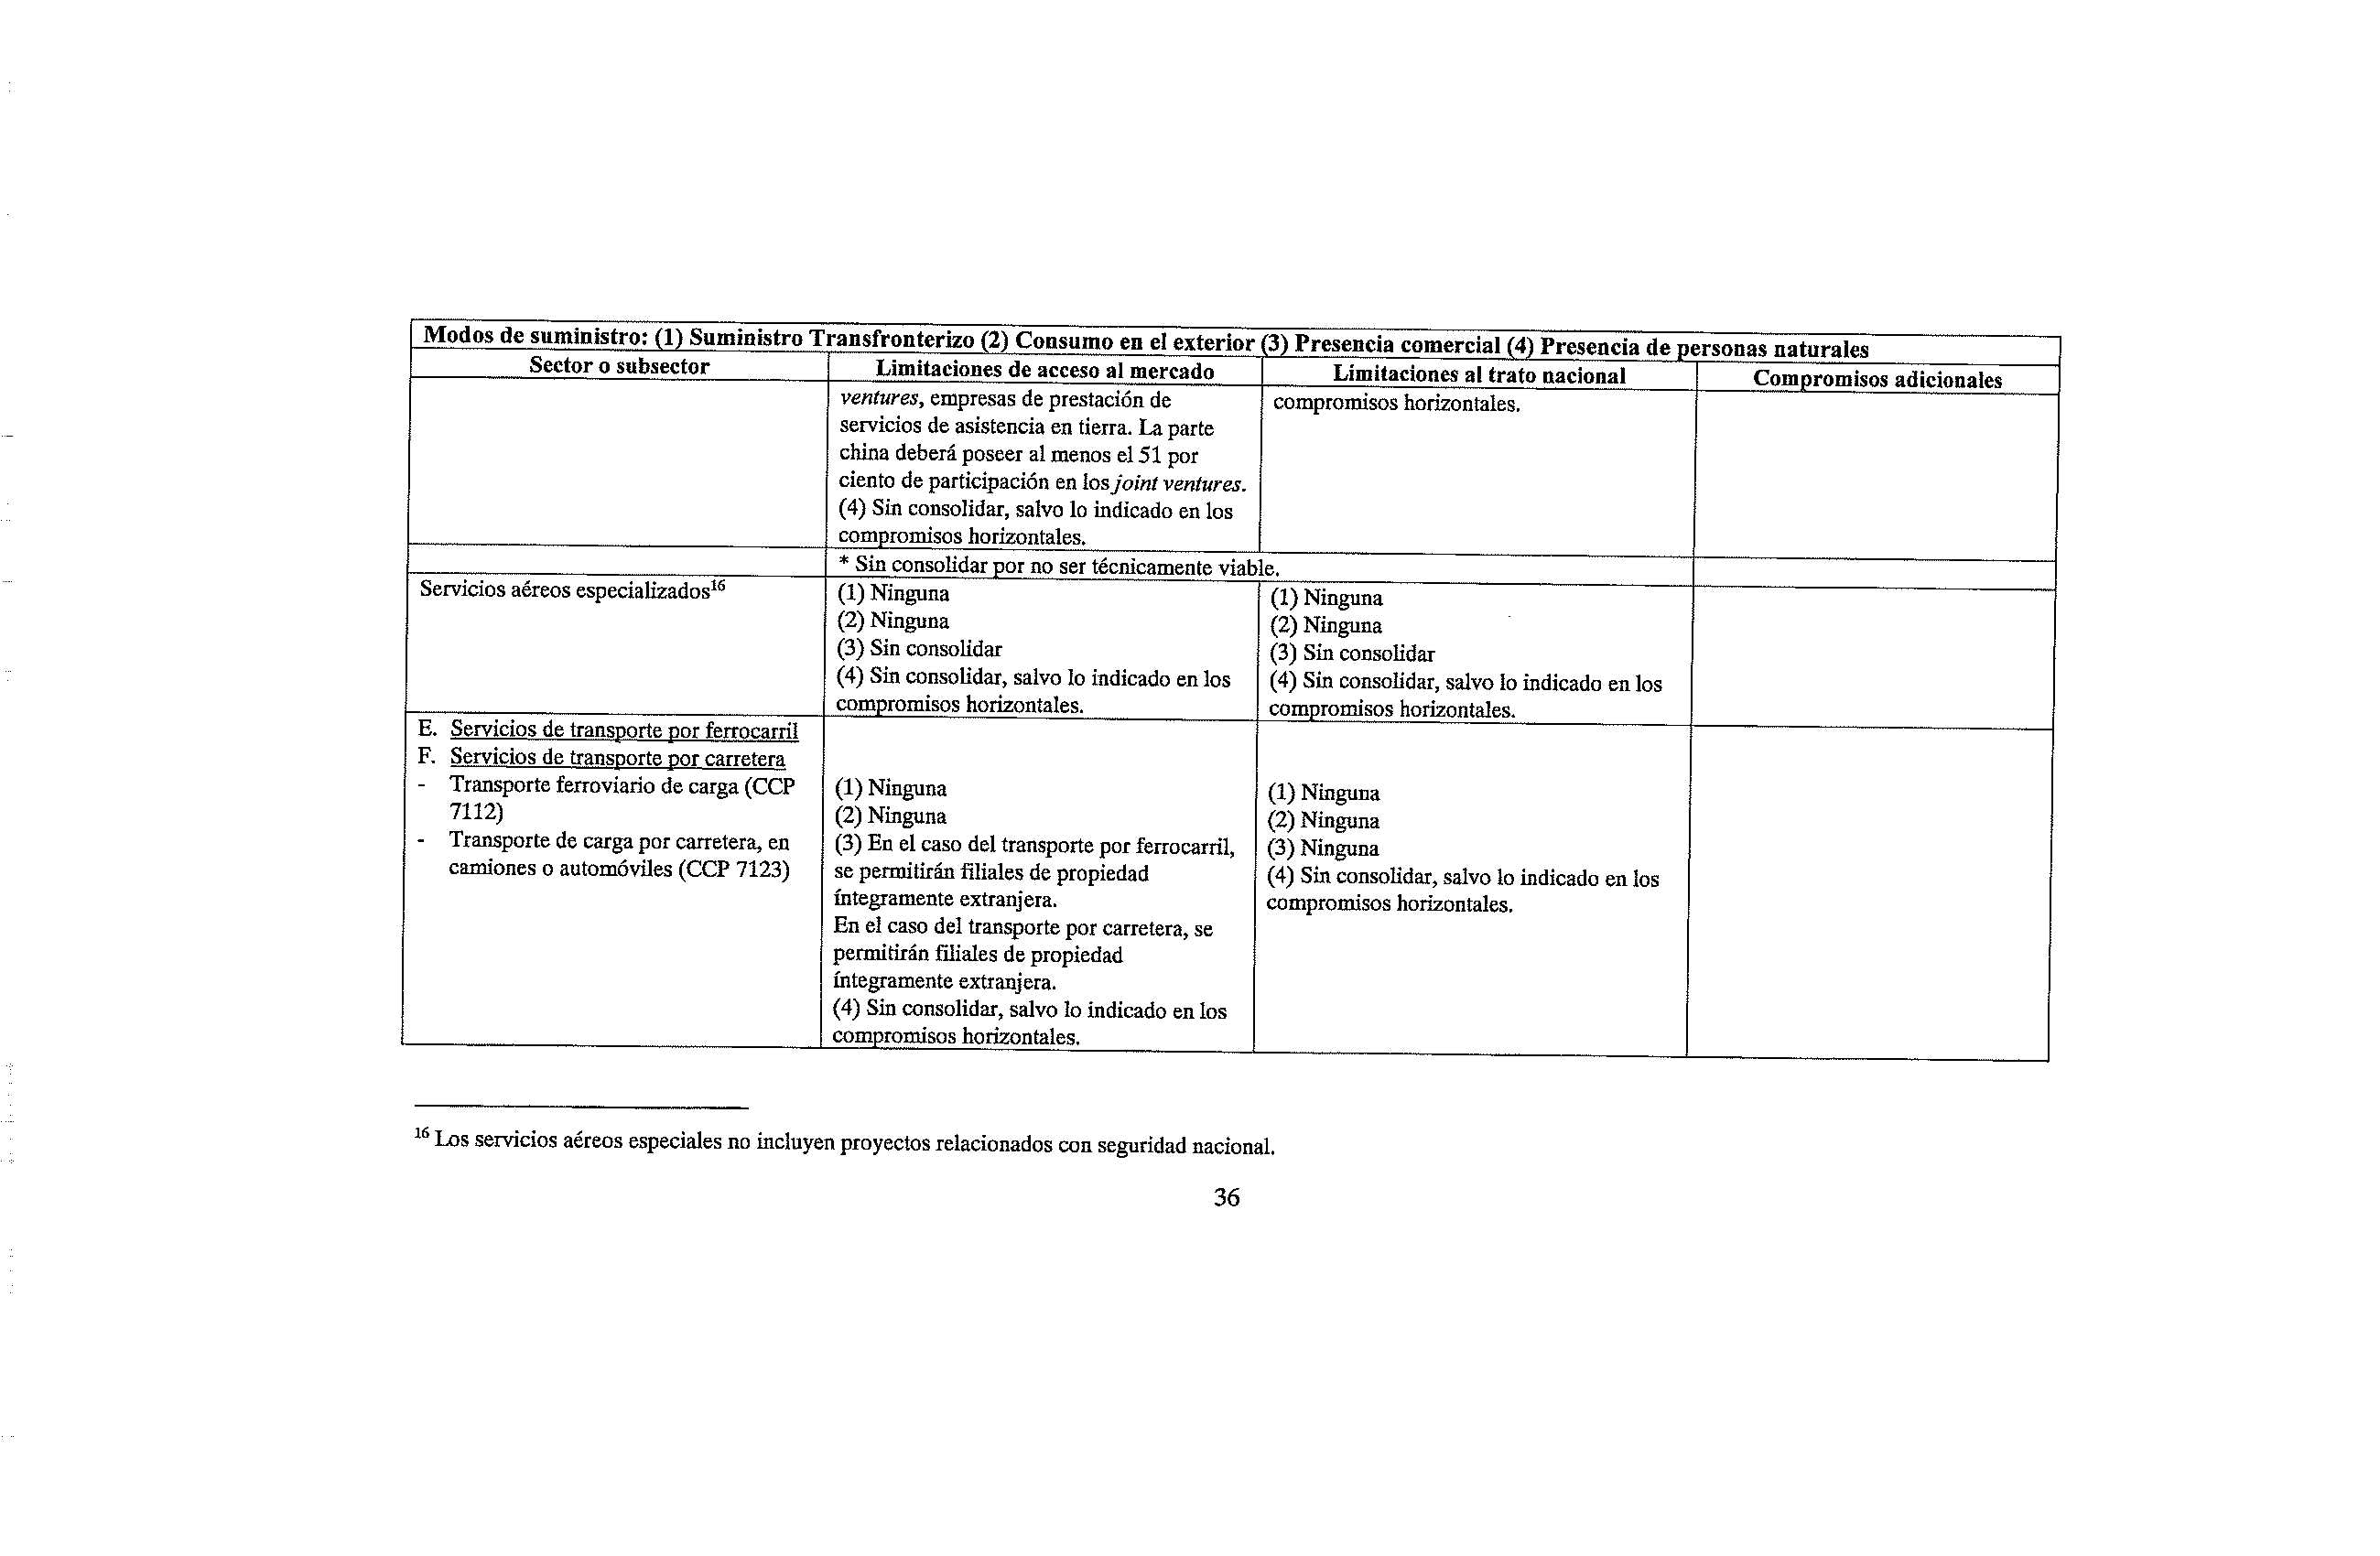 Modos de suministro: (1) Suministro Transfronterizo (2) Consumo en el exterior (3) Presencia comercial (4) Presencia de personas naturales
Sector o subsector
Limitaciones de acceso al mercado
Limitaciones al trato nacional
Compromisos adicionales
ventures, empresas de prestación de
servicios de asistencia en tierra. La parte
china deberá poseer al menos el 51 por
ciento de participación en los joint ventures.
(4) Sin consolidar, salvo lo indicado en los
compromisos horizontales.
compromisos horizontales.
* Sin consolidar por no ser técnicamente viable.
Servicios aéreos especializados16
(1) Ninguna
(2) Ninguna
(3) Sin consolidar
(4) Sin consolidar, salvo lo indicado en los
compromisos horizontales.
(1) Ninguna
(2) Ninguna
(3) Sin consolidar
(4) Sin consolidar, salvo lo indicado en los
compromisos horizontales.
E. Servicios de transporte por ferrocarril
F. Servicios de transporte por carretera
- Transporte ferroviario de carga (CCP
7112)
- Transporte de carga por carretera, en
camiones o automóviles (CCP 7123)
(1) Ninguna
(2) Ninguna
(3) En el caso del transporte por ferrocarril,
se permitirán filiales de propiedad
íntegramente extranjera.
En el caso del transporte por carretera, se
permitirán filiales de propiedad
íntegramente extranjera.
(4) Sin consolidar, salvo lo indicado en los
compromisos horizontales.
(1) Ninguna
(2) Ninguna
(3) Ninguna
(4) Sin consolidar, salvo lo indicado en los
compromisos horizontales.
16 Los servicios aéreos especiales no incluyen proyectos relacionados con seguridad nacional.
36